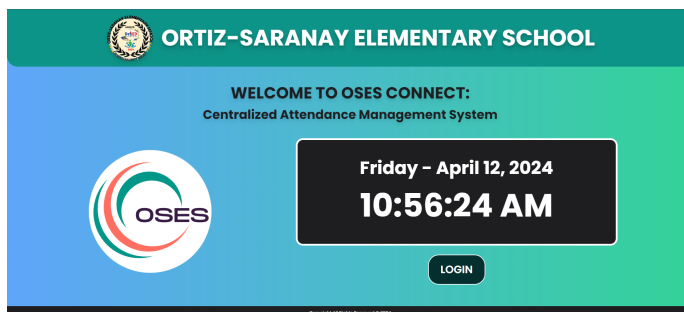 ORTIZ-SARANAY ELEMENTARY SCHOOL
WELCOME TO OSES CONNECT:
Centralized Attendance Management System
OSES
Friday - April 12, 2024
10:56:24 AM
LOGIN